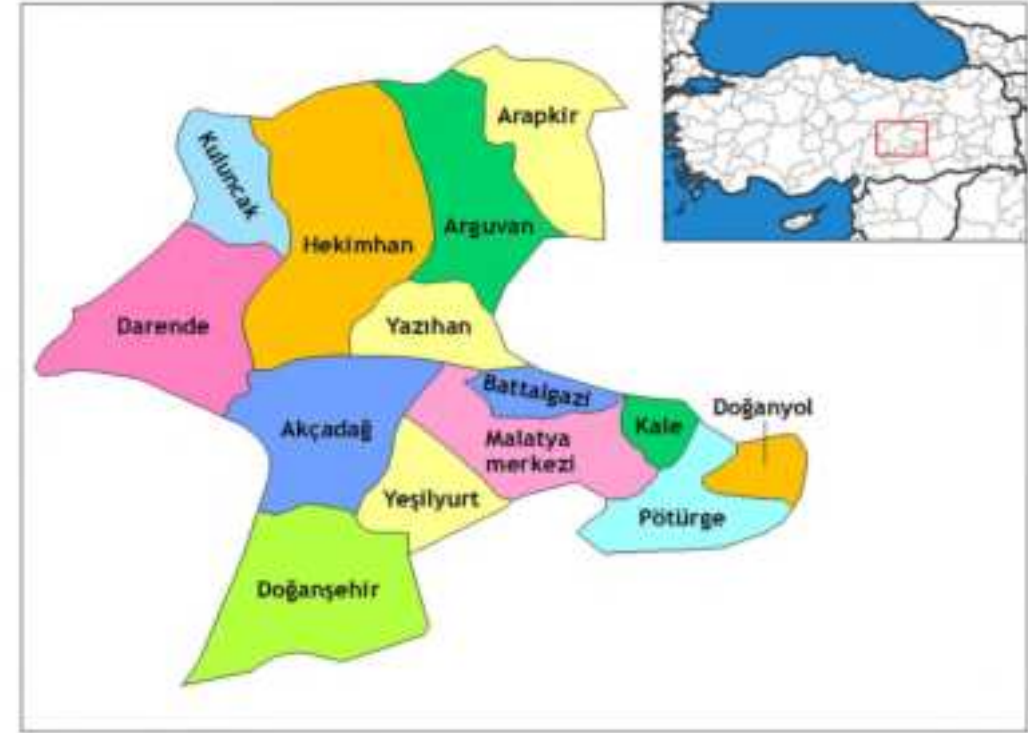 Arapkir
Kuluncak
Arguvan
Hekimhan
Darende
Yazıhan
Battalgazi
Doğanyol
Akçadağ
Kale
Malatya
merkezi
Yeşilyurt
Pötürge
Doğanşehir